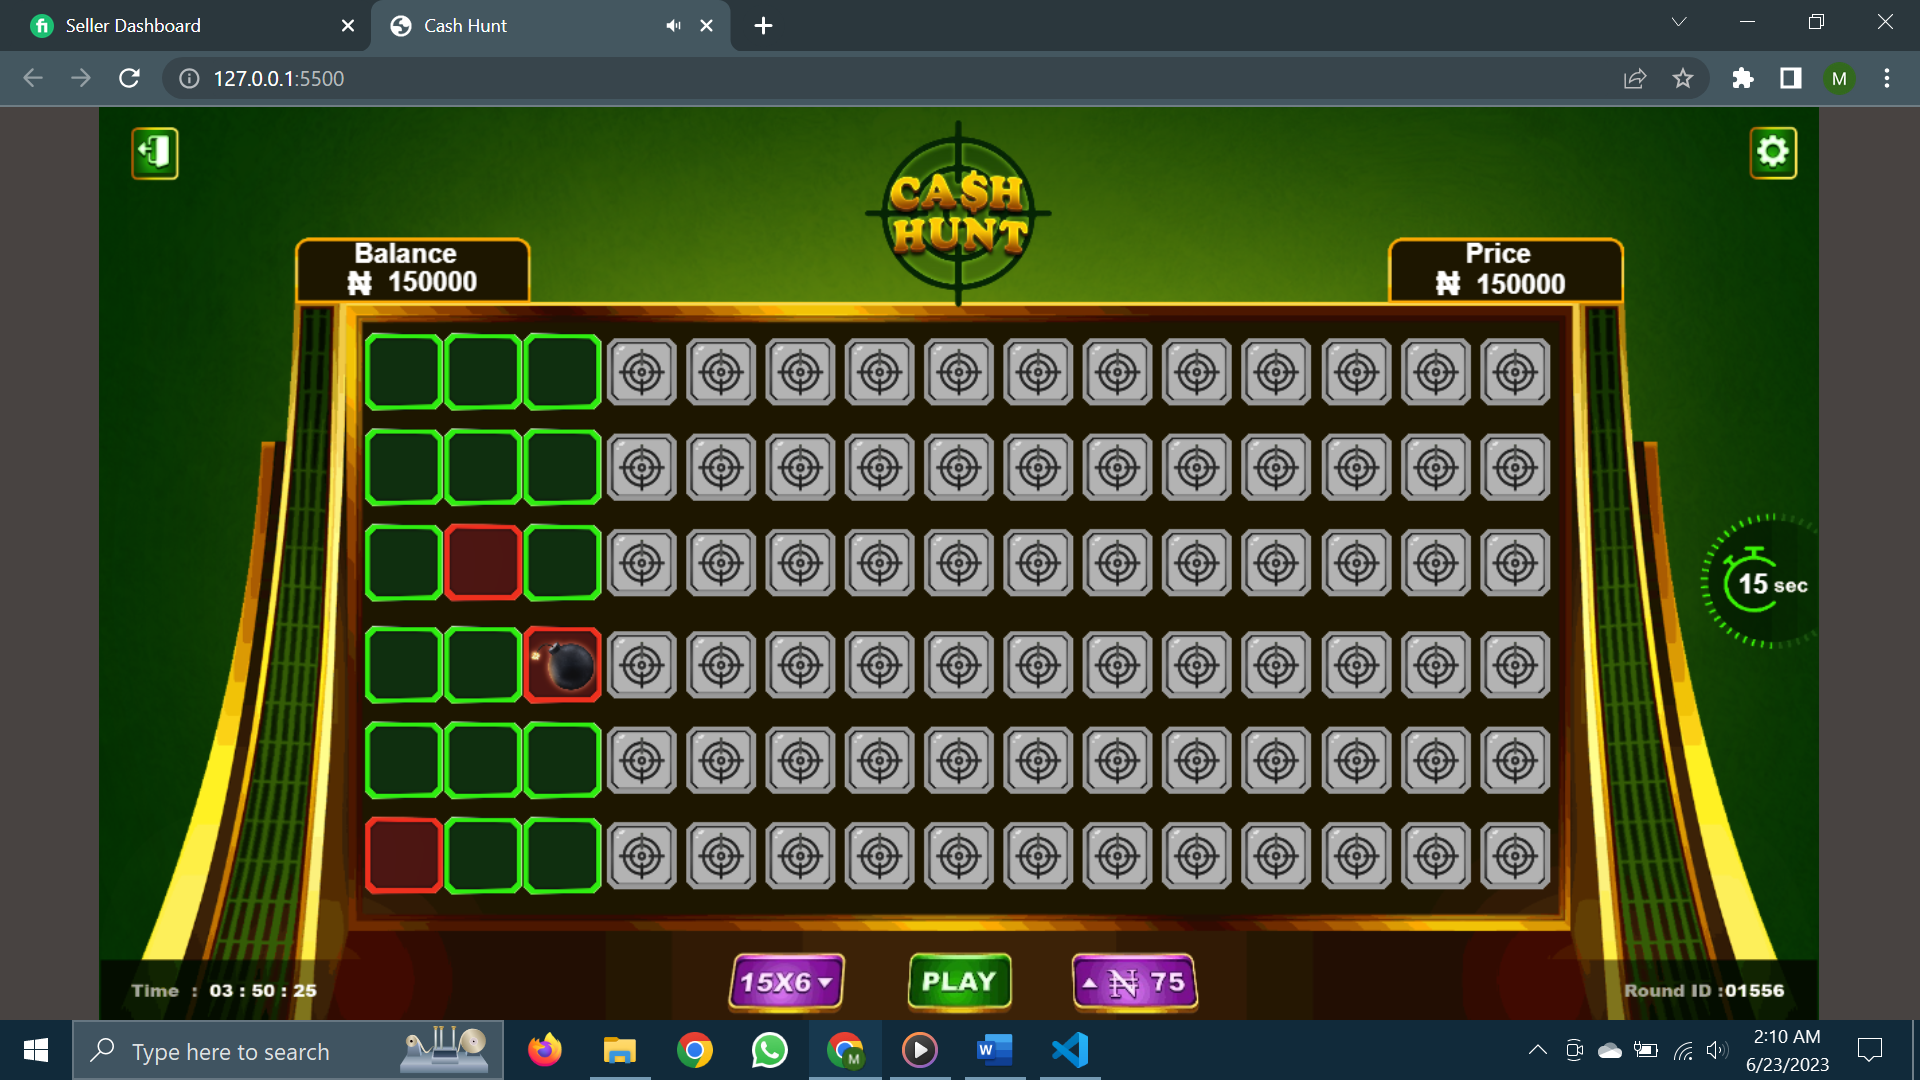 Seller Dashboard
Cash Hunt
127.0.0.1:5500
M
CA$H
HUNT
Balance
₦ 150000
Price
₦ 150000
15 sec
15X6
PLAY
₦ 75
Time : 03 : 50 : 25
Round ID :01556
Type here to search
M
W
2:10 AM
6/23/2023